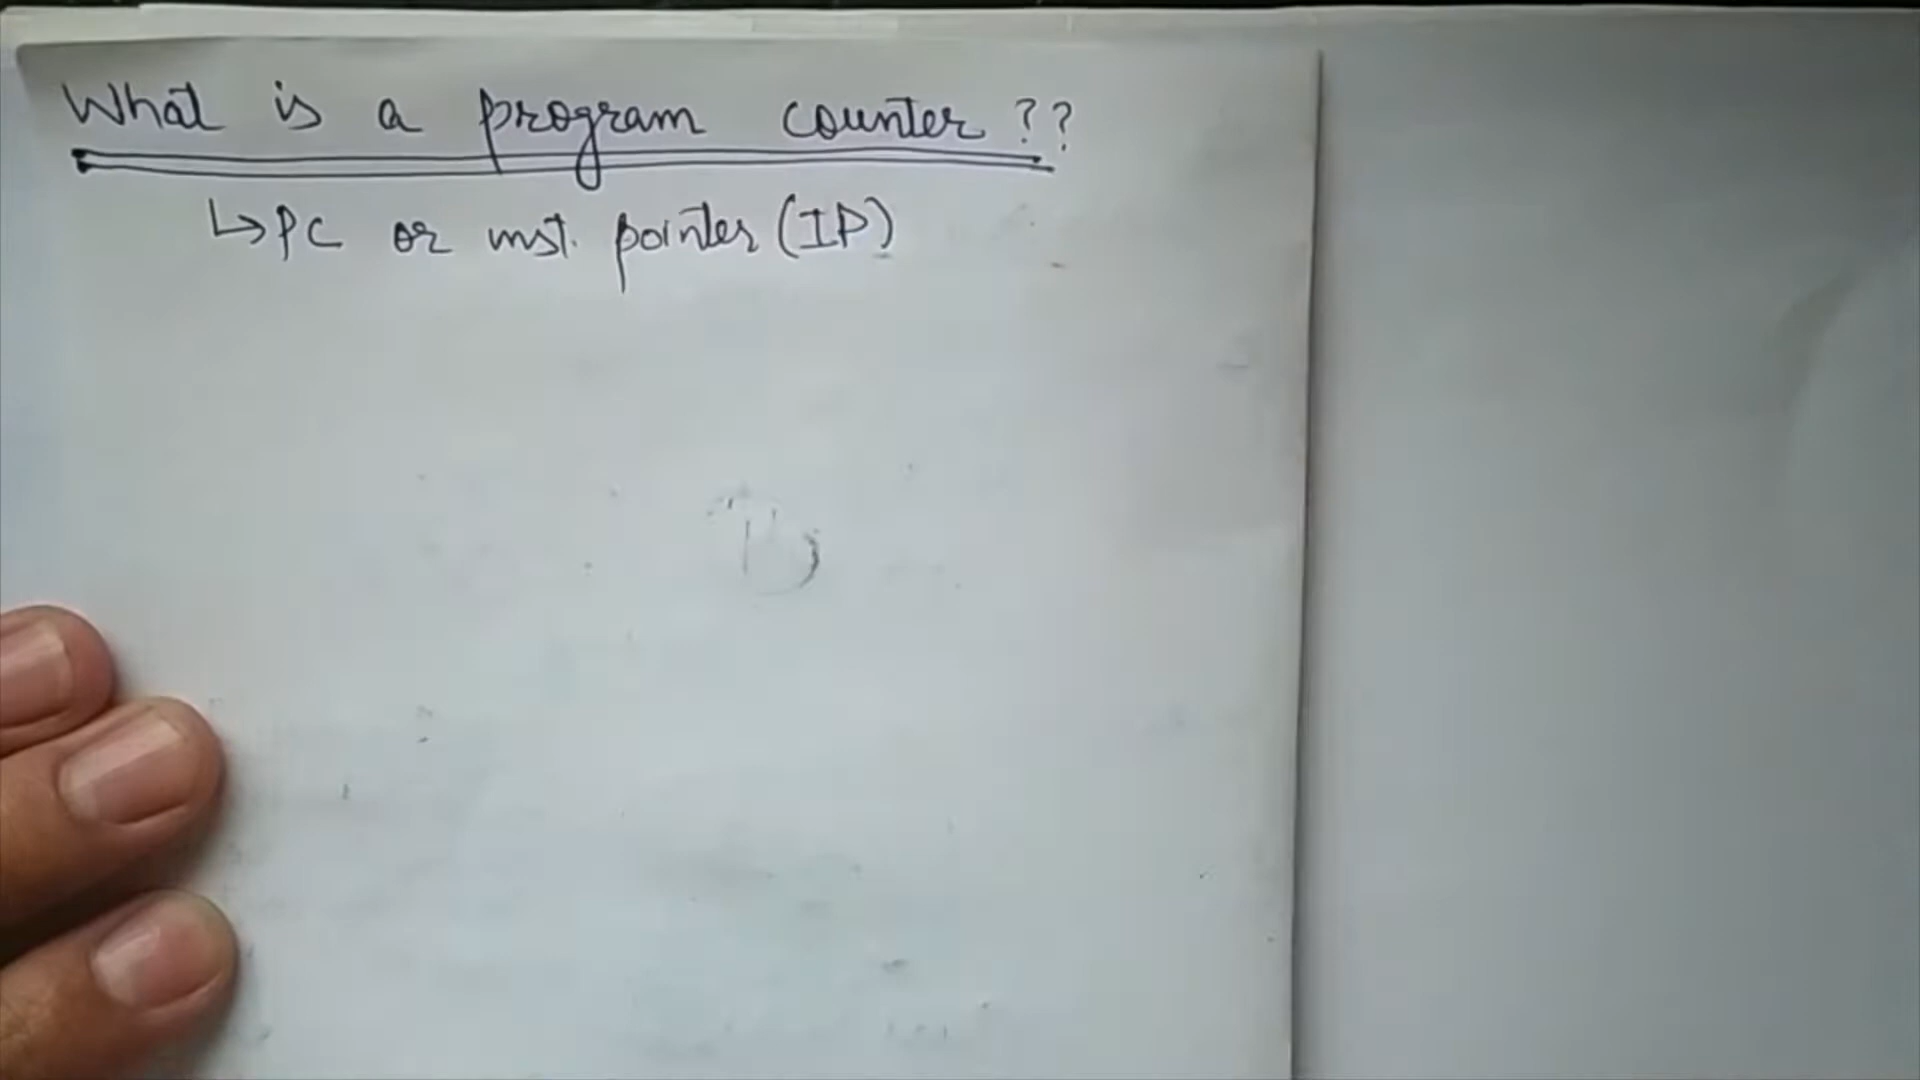 What is a program counter ??
↳ PC or inst. pointer (IP)